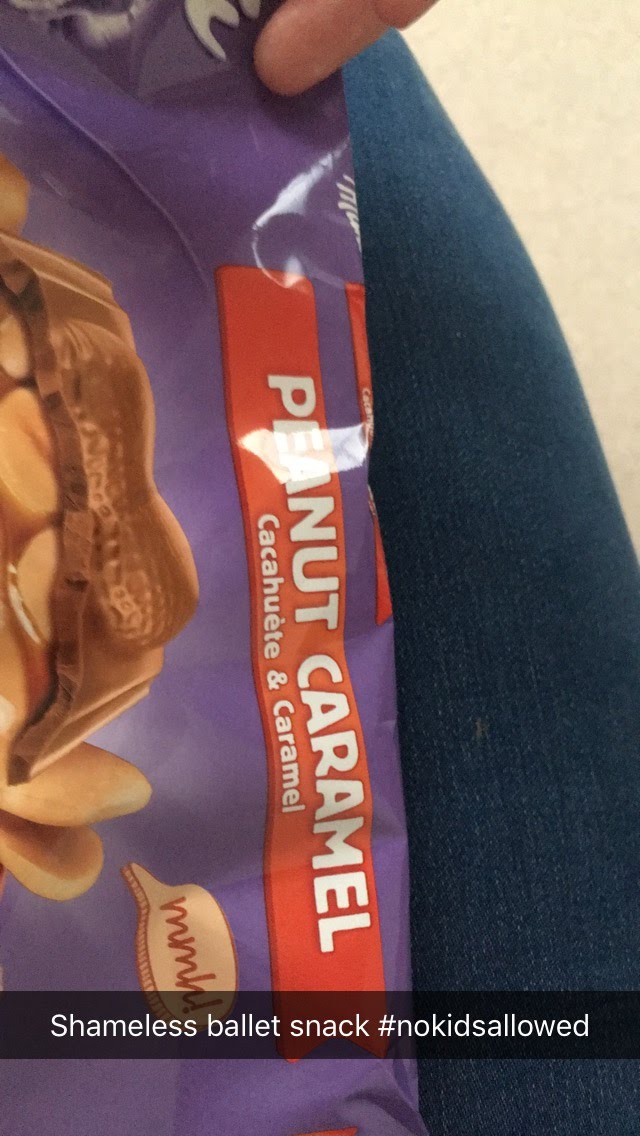 PEANUT CARAMEL
Cacahuète & Caramel
mmh!
Shameless ballet snack #nokidsallowed